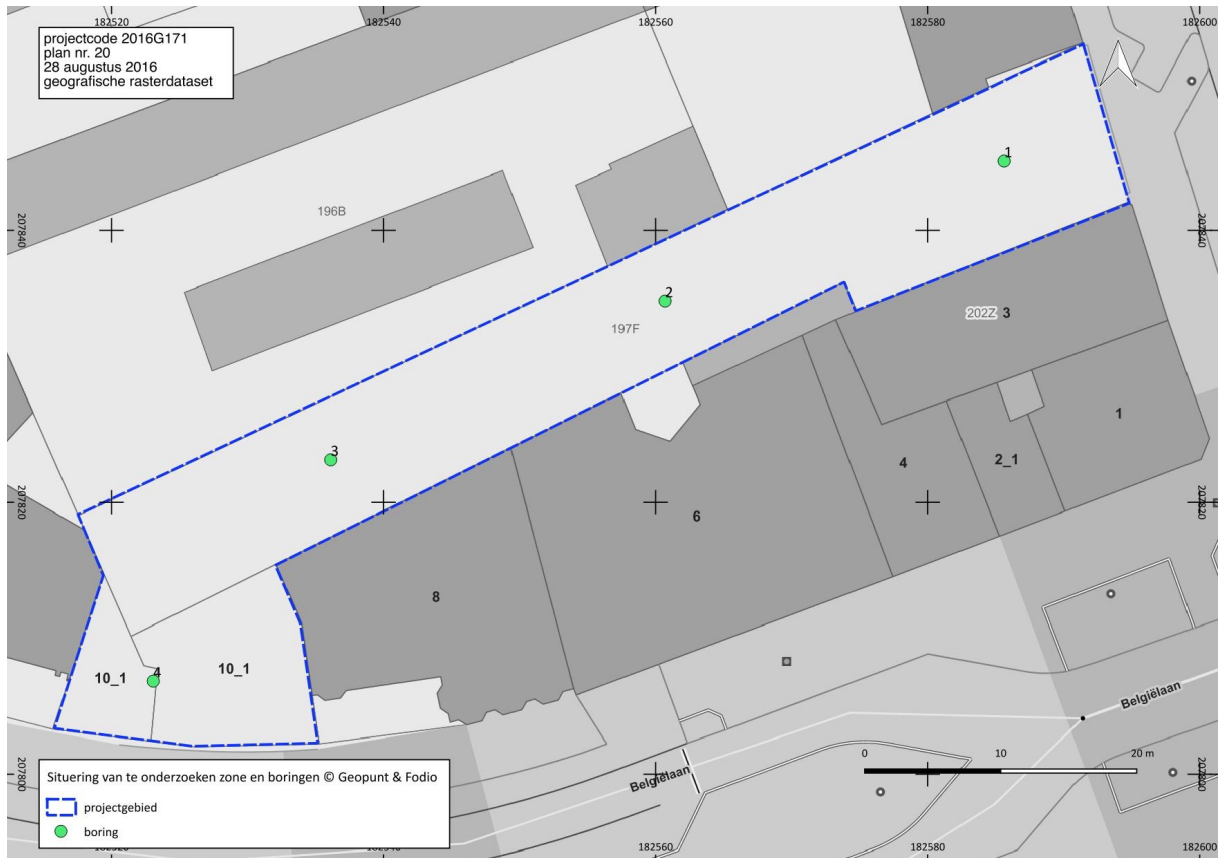 182520
182540
182560
182580
182600
projectcode 2016G171
plan nr. 20
28 augustus 2016
geografische rasterdataset
1
196B
207840
207840
2
197F
202Z
3
3
1
4
2_1
207820
207820
6
8
10_1
4
10_1
Belgiëlaan
Belgiëlaan
0
10
20 m
207800
207800
Situering van te onderzoeken zone en boringen © Geopunt & Fodio
projectgebied
boring
182520
182540
182560
182580
182600